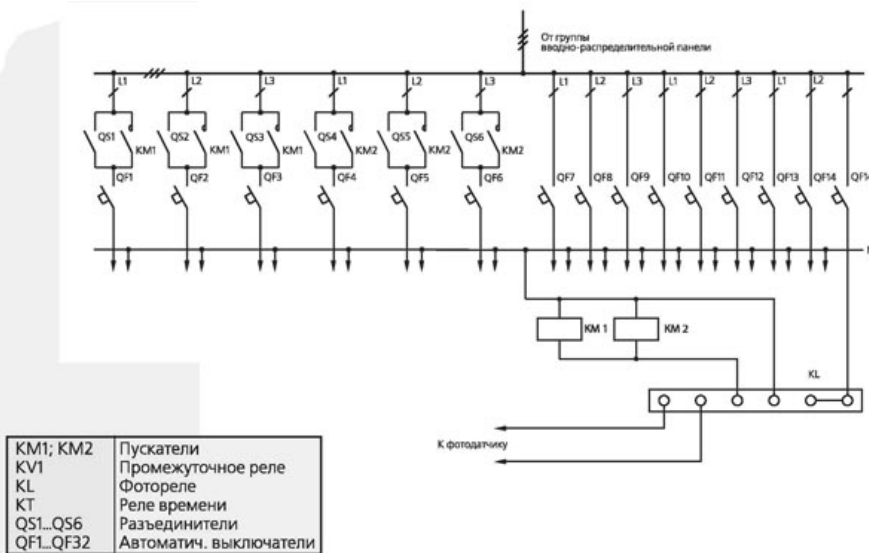 От группы
вводно-распределительной панели
L1 L2 L3 L1 L2 L3 L1 L2 L3 L1 L2 L3 L1 L2
QS1 KM1 QS2 KM1 QS3 KM1 QS4 KM2 QS5 KM2 QS6 KM2
QF1 QF2 QF3 QF4 QF5 QF6 QF7 QF8 QF9 QF10 QF11 QF12 QF13 QF14
KM 1 KM 2
KL
К фотодатчику
KM1; KM2 Пускатели
KV1 Промежуточное реле
KL Фотореле
KT Реле времени
QS1...QS6 Разъединители
QF1...QF32 Автоматич. выключатели